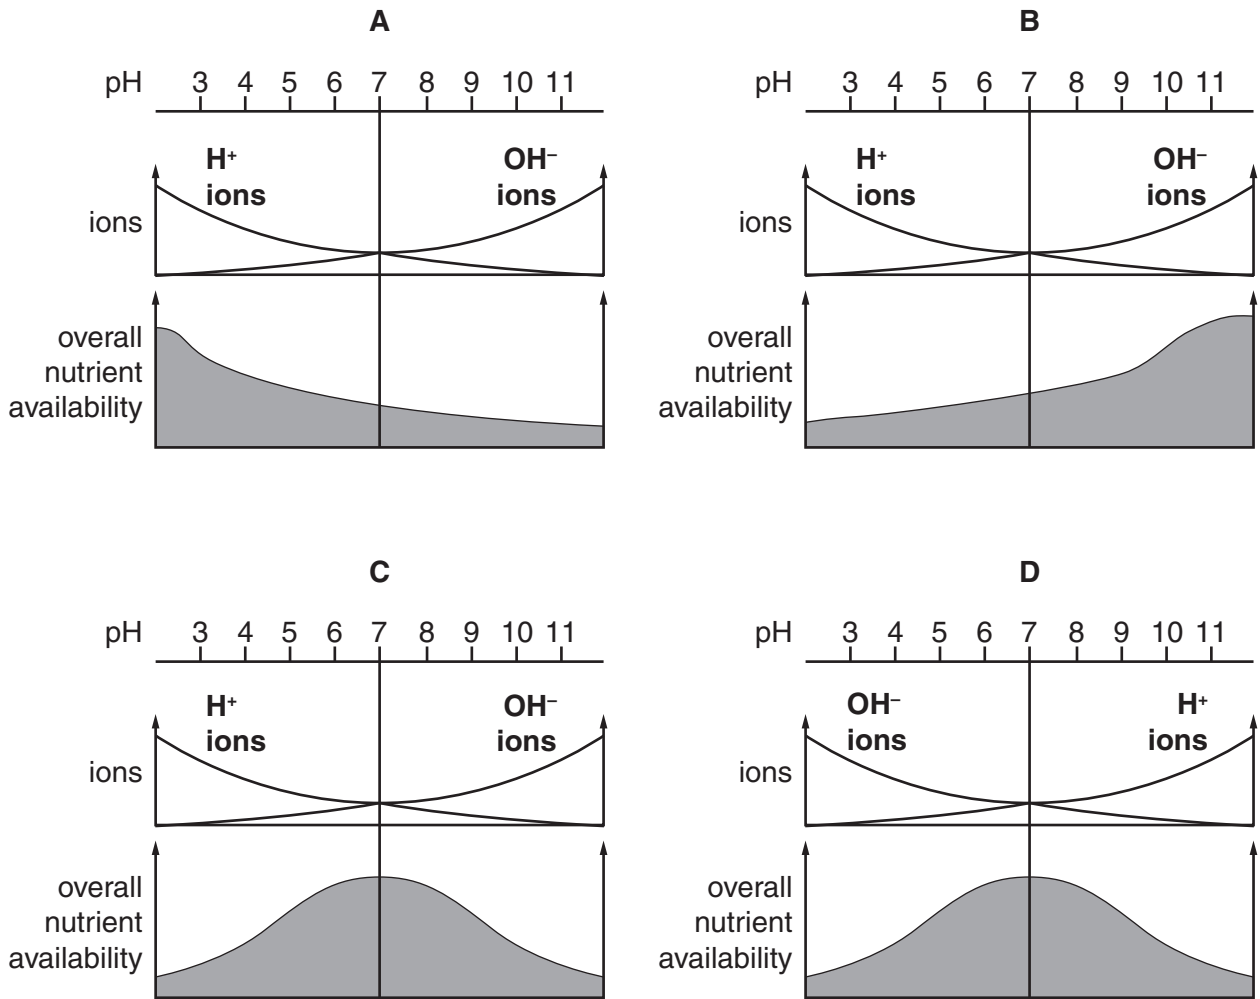 A
pH 3 4 5 6 7 8 9 10 11
H⁺
ions
OH⁻
ions
ions
overall
nutrient
availability
B
pH 3 4 5 6 7 8 9 10 11
H⁺
ions
OH⁻
ions
ions
overall
nutrient
availability
C
pH 3 4 5 6 7 8 9 10 11
H⁺
ions
OH⁻
ions
ions
overall
nutrient
availability
D
pH 3 4 5 6 7 8 9 10 11
OH⁻
ions
H⁺
ions
ions
overall
nutrient
availability